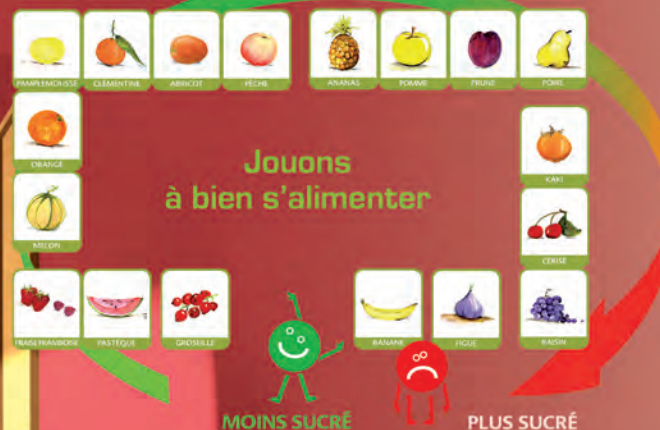 PAMPLEMOUSSE
CLÉMENTINE
ABRICOT
PÊCHE
ANANAS
POMME
PRUNE
POIRE
ORANGE
KAKI
Jouons
à bien s'alimenter
MELON
CERISE
FRAISE FRAMBOISE
PASTÈQUE
GROSEILLE
BANANE
FIGUE
RAISIN
MOINS SUCRÉ
PLUS SUCRÉ